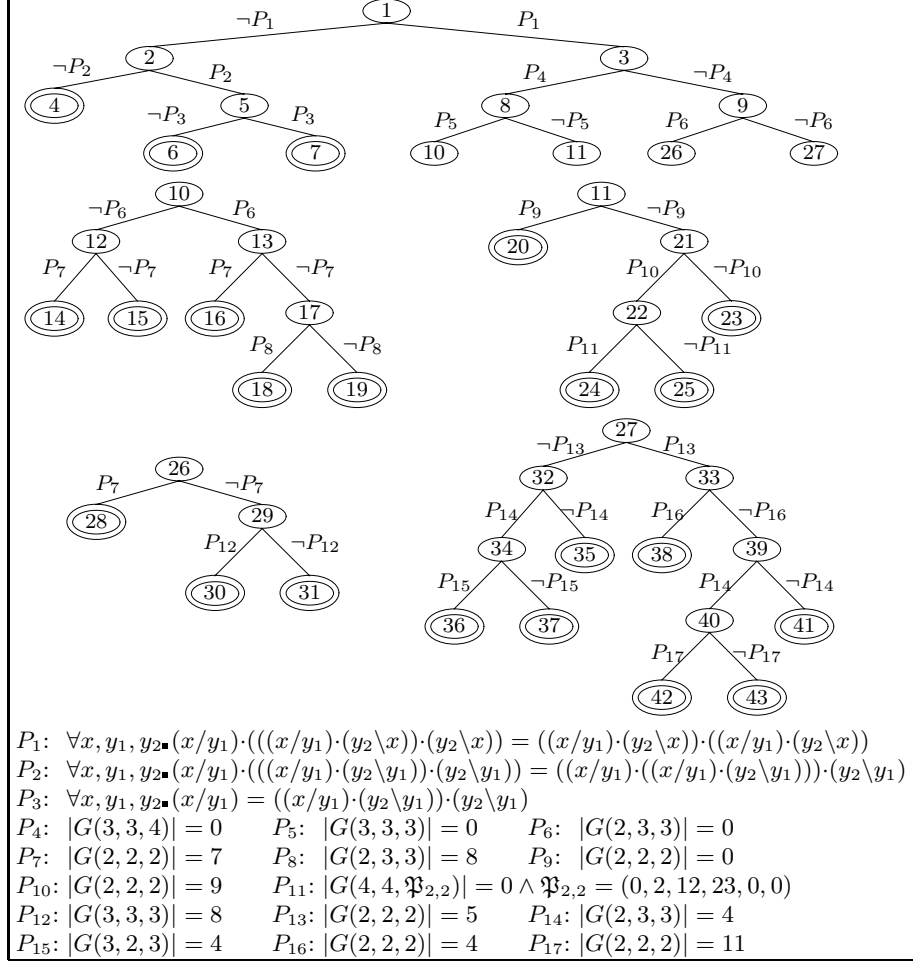 1
¬P₁ P₁
2 3
¬P₂ P₂ P₄ ¬P₄
4 5 8 9
¬P₃ P₃ P₅ ¬P₅ P₆ ¬P₆
6 7 10 11 26 27
10 11
¬P₆ P₆ P₉ ¬P₉
12 13 20 21
P₇ ¬P₇ P₇ ¬P₇ P₁₀ ¬P₁₀
14 15 16 17 22 23
P₈ ¬P₈ P₁₁ ¬P₁₁
18 19 24 25
26 27
P₇ ¬P₇ ¬P₁₃ P₁₃
28 29 32 33
P₁₂ ¬P₁₂ P₁₄ ¬P₁₄ P₁₆ ¬P₁₆
30 31 34 35 38 39
P₁₅ ¬P₁₅ P₁₄ ¬P₁₄
36 37 40 41
P₁₇ ¬P₁₇
42 43
P₁: ∀x, y₁, y₂▪(x/y₁)·(((x/y₁)·(y₂\x))·(y₂\x)) = ((x/y₁)·(y₂\x))·((x/y₁)·(y₂\x))
P₂: ∀x, y₁, y₂▪(x/y₁)·(((x/y₁)·(y₂\y₁))·(y₂\y₁)) = ((x/y₁)·((x/y₁)·(y₂\y₁)))·(y₂\y₁)
P₃: ∀x, y₁, y₂▪(x/y₁) = ((x/y₁)·(y₂\y₁))·(y₂\y₁)
P₄: |G(3, 3, 4)| = 0 P₅: |G(3, 3, 3)| = 0 P₆: |G(2, 3, 3)| = 0
P₇: |G(2, 2, 2)| = 7 P₈: |G(2, 3, 3)| = 8 P₉: |G(2, 2, 2)| = 0
P₁₀: |G(2, 2, 2)| = 9 P₁₁: |G(4, 4, 𝔓₂,₂)| = 0 ∧ 𝔓₂,₂ = (0, 2, 12, 23, 0, 0)
P₁₂: |G(3, 3, 3)| = 8 P₁₃: |G(2, 2, 2)| = 5 P₁₄: |G(2, 3, 3)| = 4
P₁₅: |G(3, 2, 3)| = 4 P₁₆: |G(2, 2, 2)| = 4 P₁₇: |G(2, 2, 2)| = 11